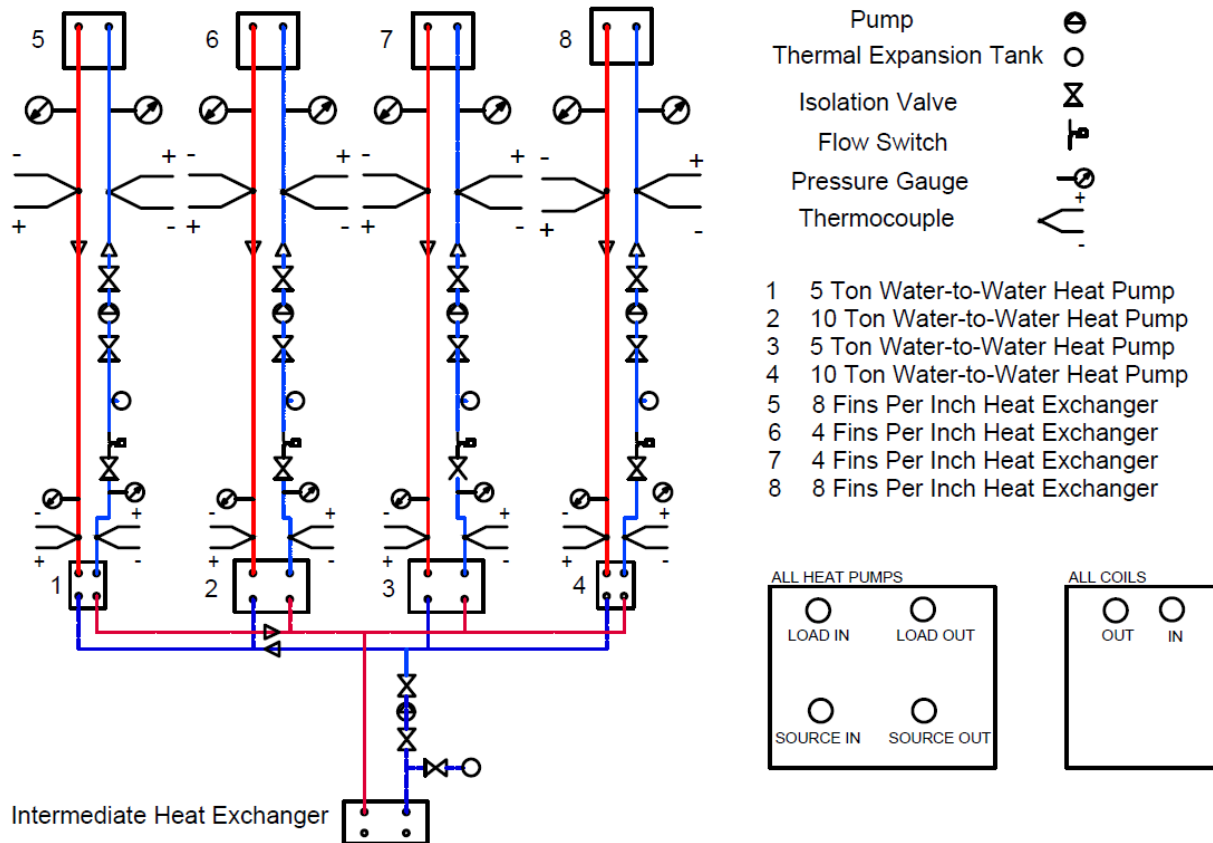 5
6
7
8
- + - + - + - +
+ - + - + - + -
- + - + - + - +
+ - + - + - + -
1
2
3
4
Intermediate Heat Exchanger
Pump
Thermal Expansion Tank
Isolation Valve
Flow Switch
Pressure Gauge
+
Thermocouple
-
1 5 Ton Water-to-Water Heat Pump
2 10 Ton Water-to-Water Heat Pump
3 5 Ton Water-to-Water Heat Pump
4 10 Ton Water-to-Water Heat Pump
5 8 Fins Per Inch Heat Exchanger
6 4 Fins Per Inch Heat Exchanger
7 4 Fins Per Inch Heat Exchanger
8 8 Fins Per Inch Heat Exchanger
ALL HEAT PUMPS
LOAD IN LOAD OUT
SOURCE IN SOURCE OUT
ALL COILS
OUT IN